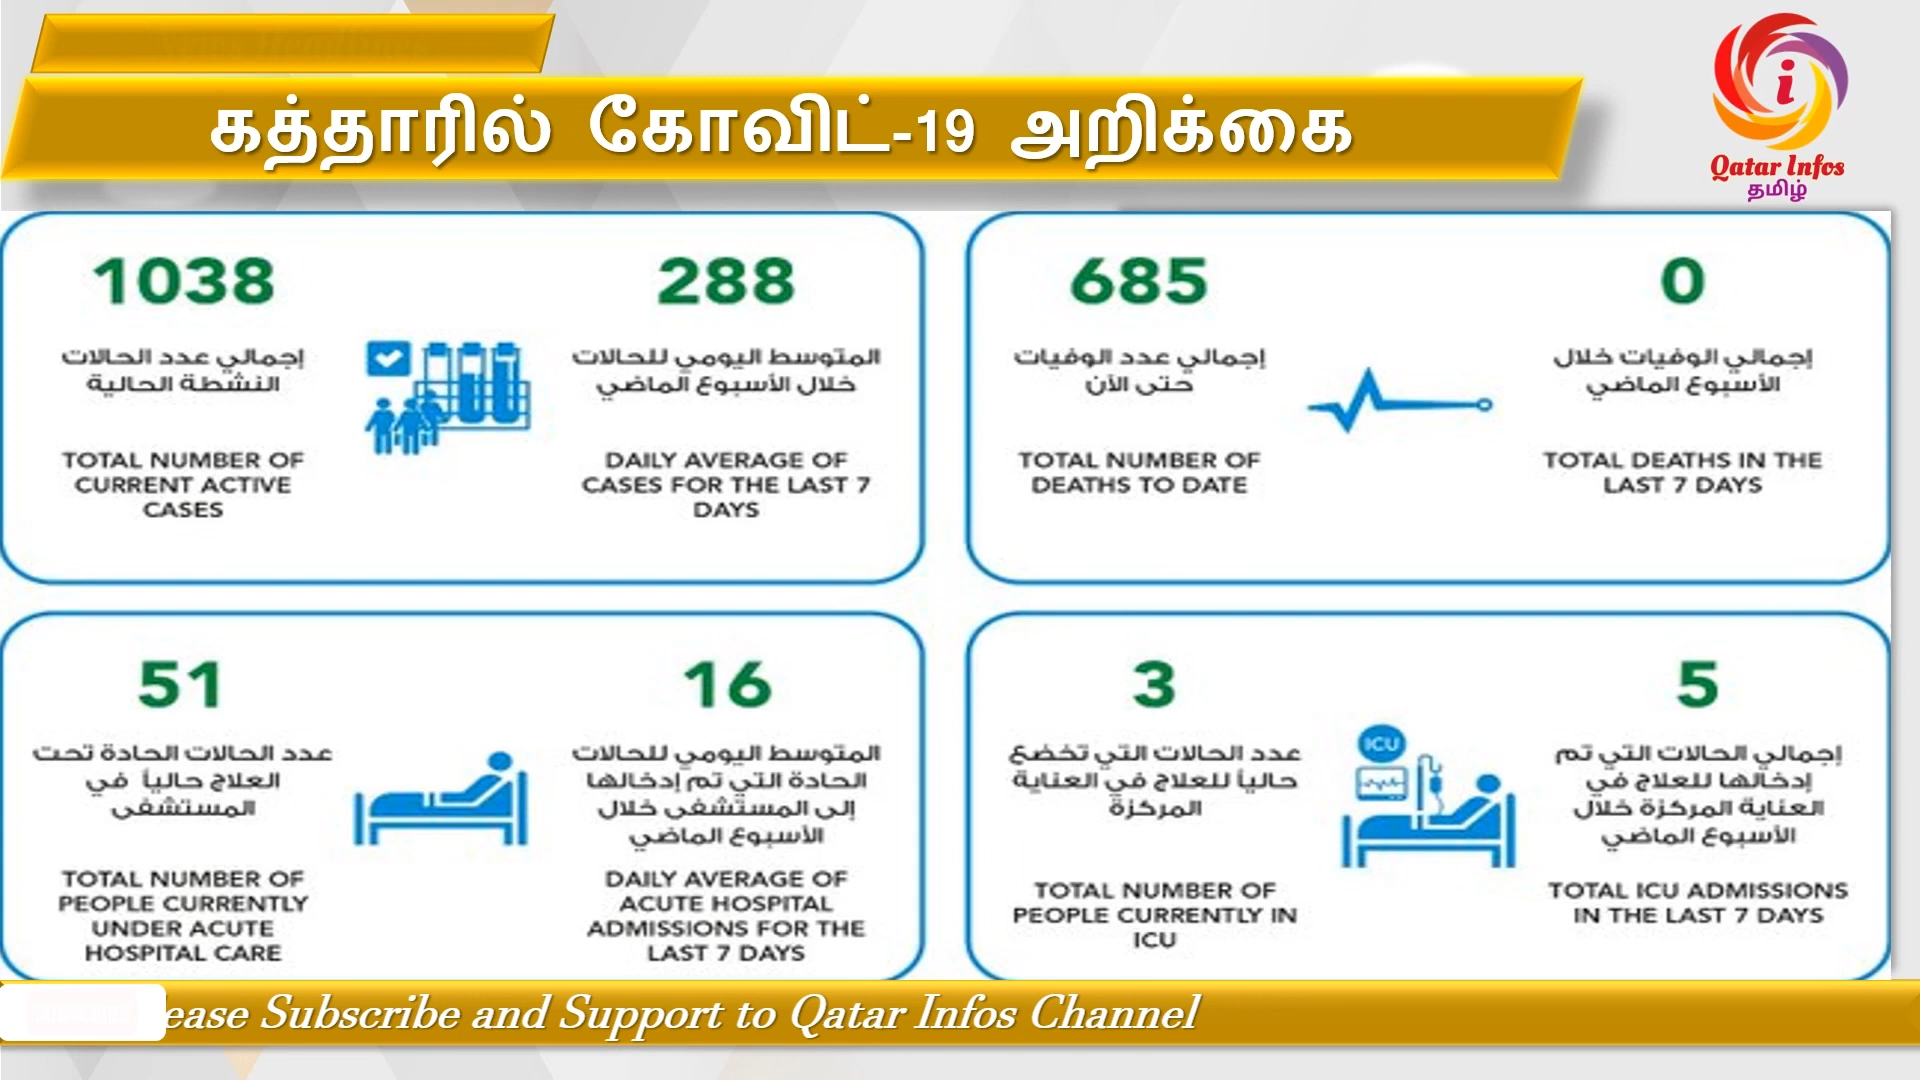 கத்தாரில் கோவிட்-19 அறிக்கை
i
Qatar Infos
தமிழ்
1038
إجمالي عدد الحالات
النشطة الحالية
TOTAL NUMBER OF
CURRENT ACTIVE
CASES
288
المتوسط اليومي للحالات
خلال الأسبوع الماضي
DAILY AVERAGE OF
CASES FOR THE LAST 7
DAYS
685
إجمالي عدد الوفيات
حتى الآن
TOTAL NUMBER OF
DEATHS TO DATE
0
إجمالي الوفيات خلال
الأسبوع الماضي
TOTAL DEATHS IN THE
LAST 7 DAYS
51
عدد الحالات الحادة تحت
العلاج حالياً في
المستشفى
TOTAL NUMBER OF
PEOPLE CURRENTLY
UNDER ACUTE
HOSPITAL CARE
16
المتوسط اليومي للحالات
الحادة التي تم إدخالها
إلى المستشفى خلال
الأسبوع الماضي
DAILY AVERAGE OF
ACUTE HOSPITAL
ADMISSIONS FOR THE
LAST 7 DAYS
3
عدد الحالات التي تخضع
حالياً للعلاج في العناية
المركزة
TOTAL NUMBER OF
PEOPLE CURRENTLY IN
ICU
ICU
5
إجمالي الحالات التي تم
إدخالها للعلاج في
العناية المركزة خلال
الأسبوع الماضي
TOTAL ICU ADMISSIONS
IN THE LAST 7 DAYS
ease Subscribe and Support to Qatar Infos Channel